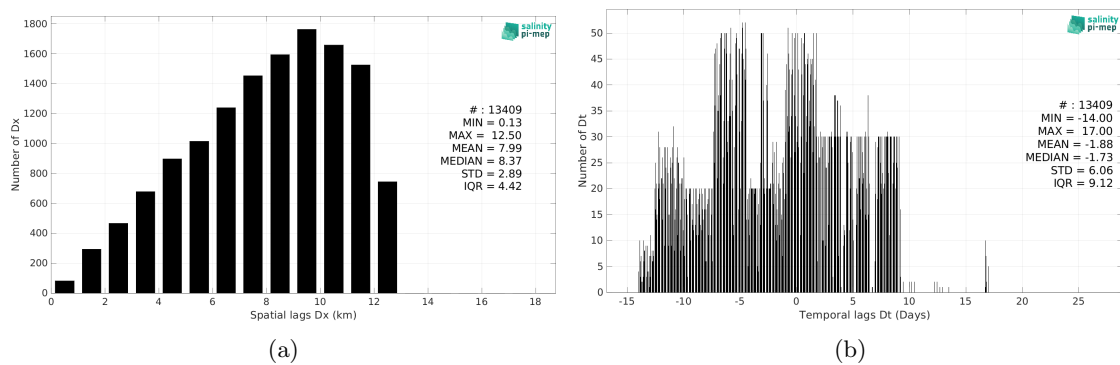 1800
1600
1400
1200
1000
800
600
400
200
0
Number of Dx
salinity
pi-mep
# : 13409
MIN = 0.13
MAX = 12.50
MEAN = 7.99
MEDIAN = 8.37
STD = 2.89
IQR = 4.42
0 2 4 6 8 10 12 14 16 18
Spatial lags Dx (km)
(a)
50
45
40
35
30
25
20
15
10
5
0
Number of Dt
salinity
pi-mep
# : 13409
MIN = -14.00
MAX = 17.00
MEAN = -1.88
MEDIAN = -1.73
STD = 6.06
IQR = 9.12
-15 -10 -5 0 5 10 15 20 25
Temporal lags Dt (Days)
(b)